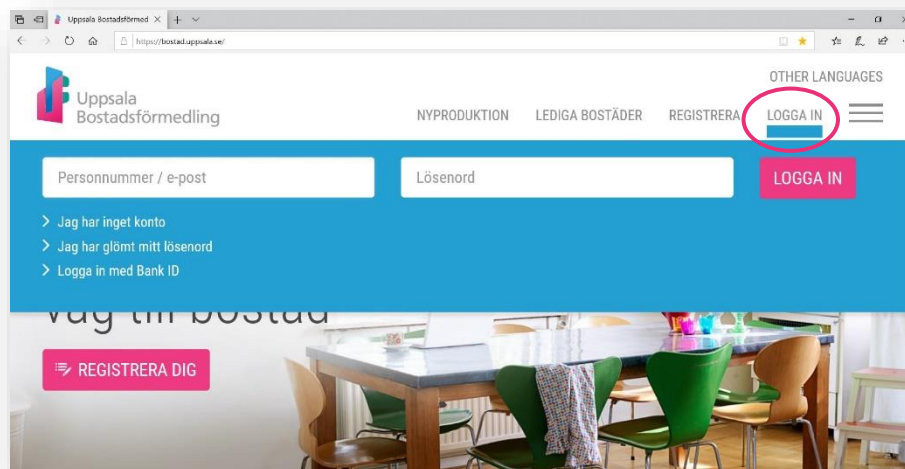 Uppsala Bostadsförmed
https://bostad.uppsala.se/
OTHER LANGUAGES
Uppsala
Bostadsförmedling
NYPRODUKTION LEDIGA BOSTÄDER REGISTRERA LOGGA IN
Personnummer / e-post Lösenord LOGGA IN
Jag har inget konto
Jag har glömt mitt lösenord
Logga in med Bank ID
väg till bostad
REGISTRERA DIG